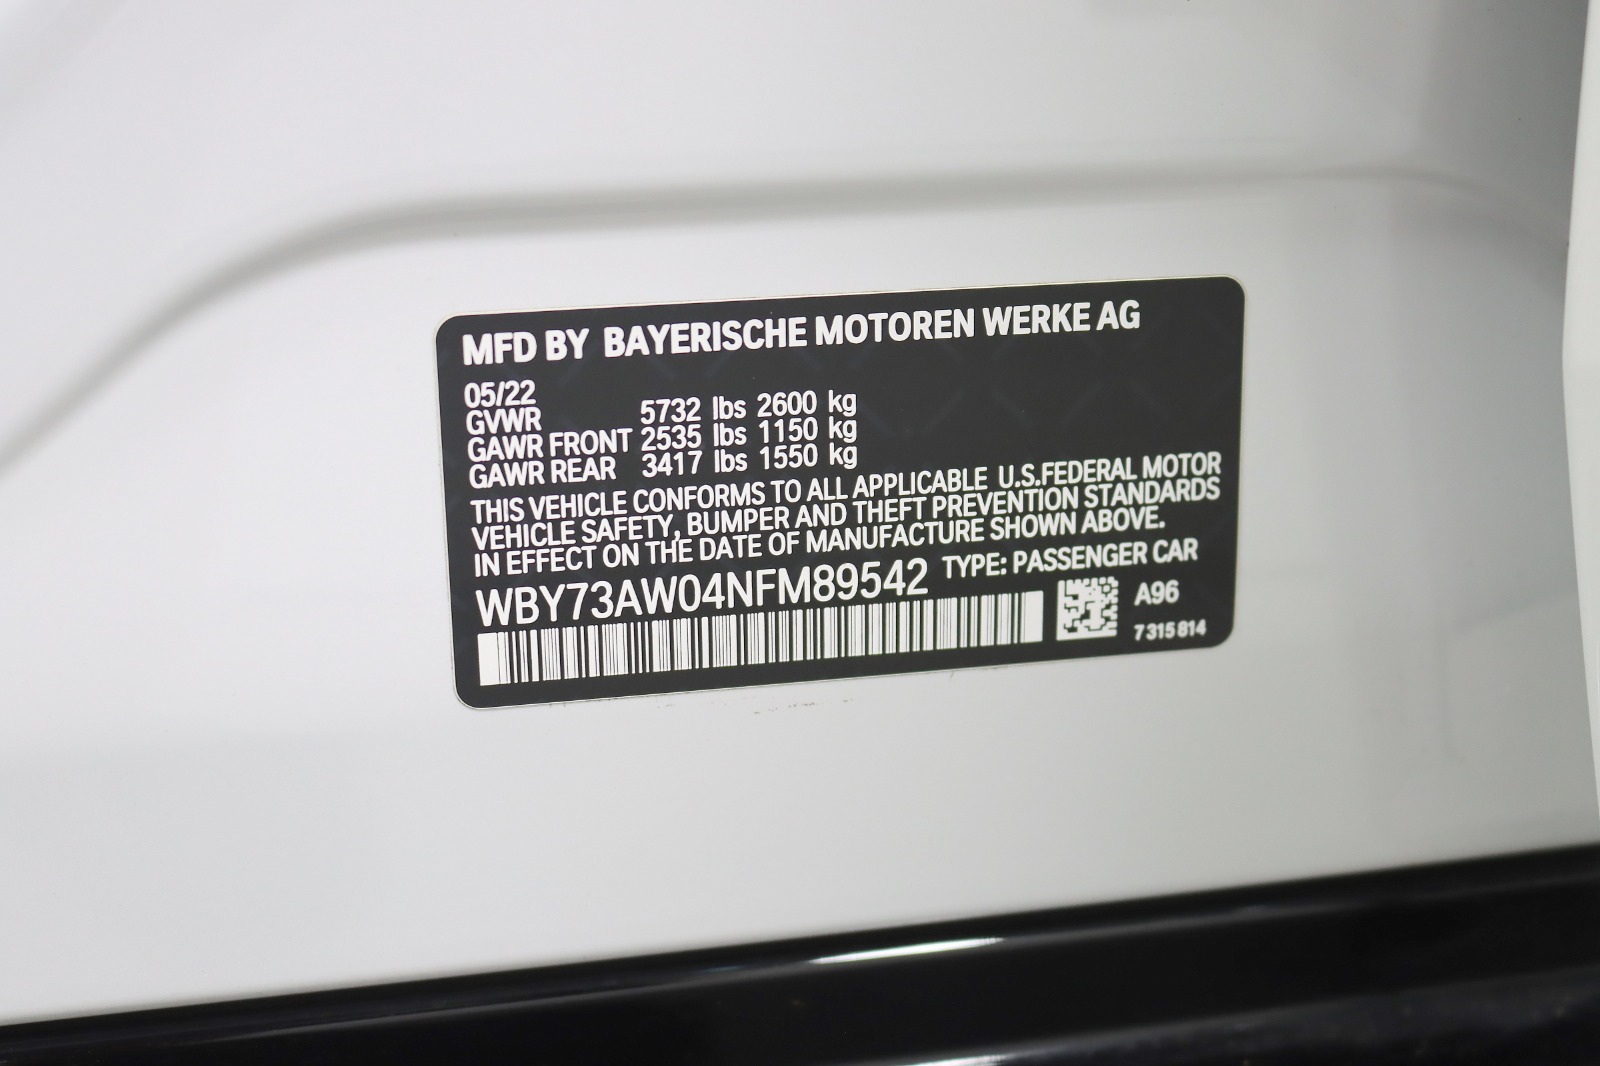 MFD BY BAYERISCHE MOTOREN WERKE AG
05/22
GVWR 5732 lbs 2600 kg
GAWR FRONT 2535 lbs 1150 kg
GAWR REAR 3417 lbs 1550 kg
THIS VEHICLE CONFORMS TO ALL APPLICABLE U.S.FEDERAL MOTOR
VEHICLE SAFETY, BUMPER AND THEFT PREVENTION STANDARDS
IN EFFECT ON THE DATE OF MANUFACTURE SHOWN ABOVE.
WBY73AW04NFM89542 TYPE: PASSENGER CAR
A96
7 315 814